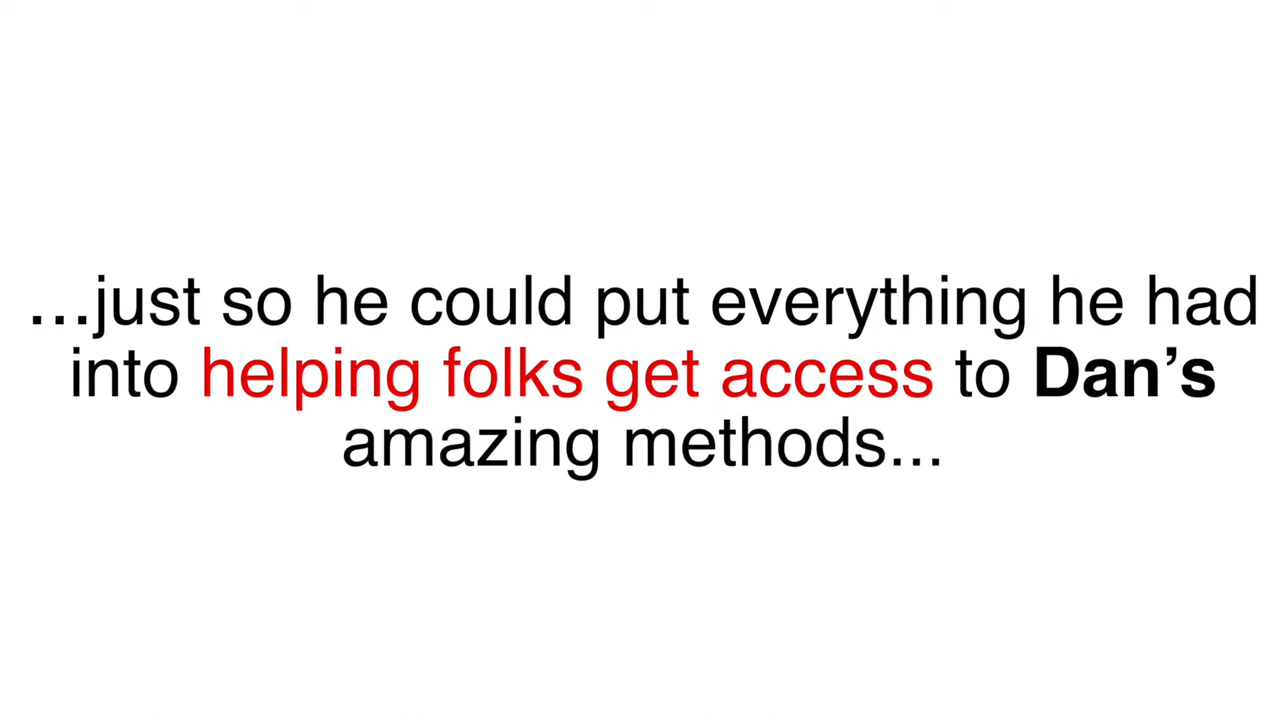 ...just so he could put everything he had
into helping folks get access to Dan’s
amazing methods...